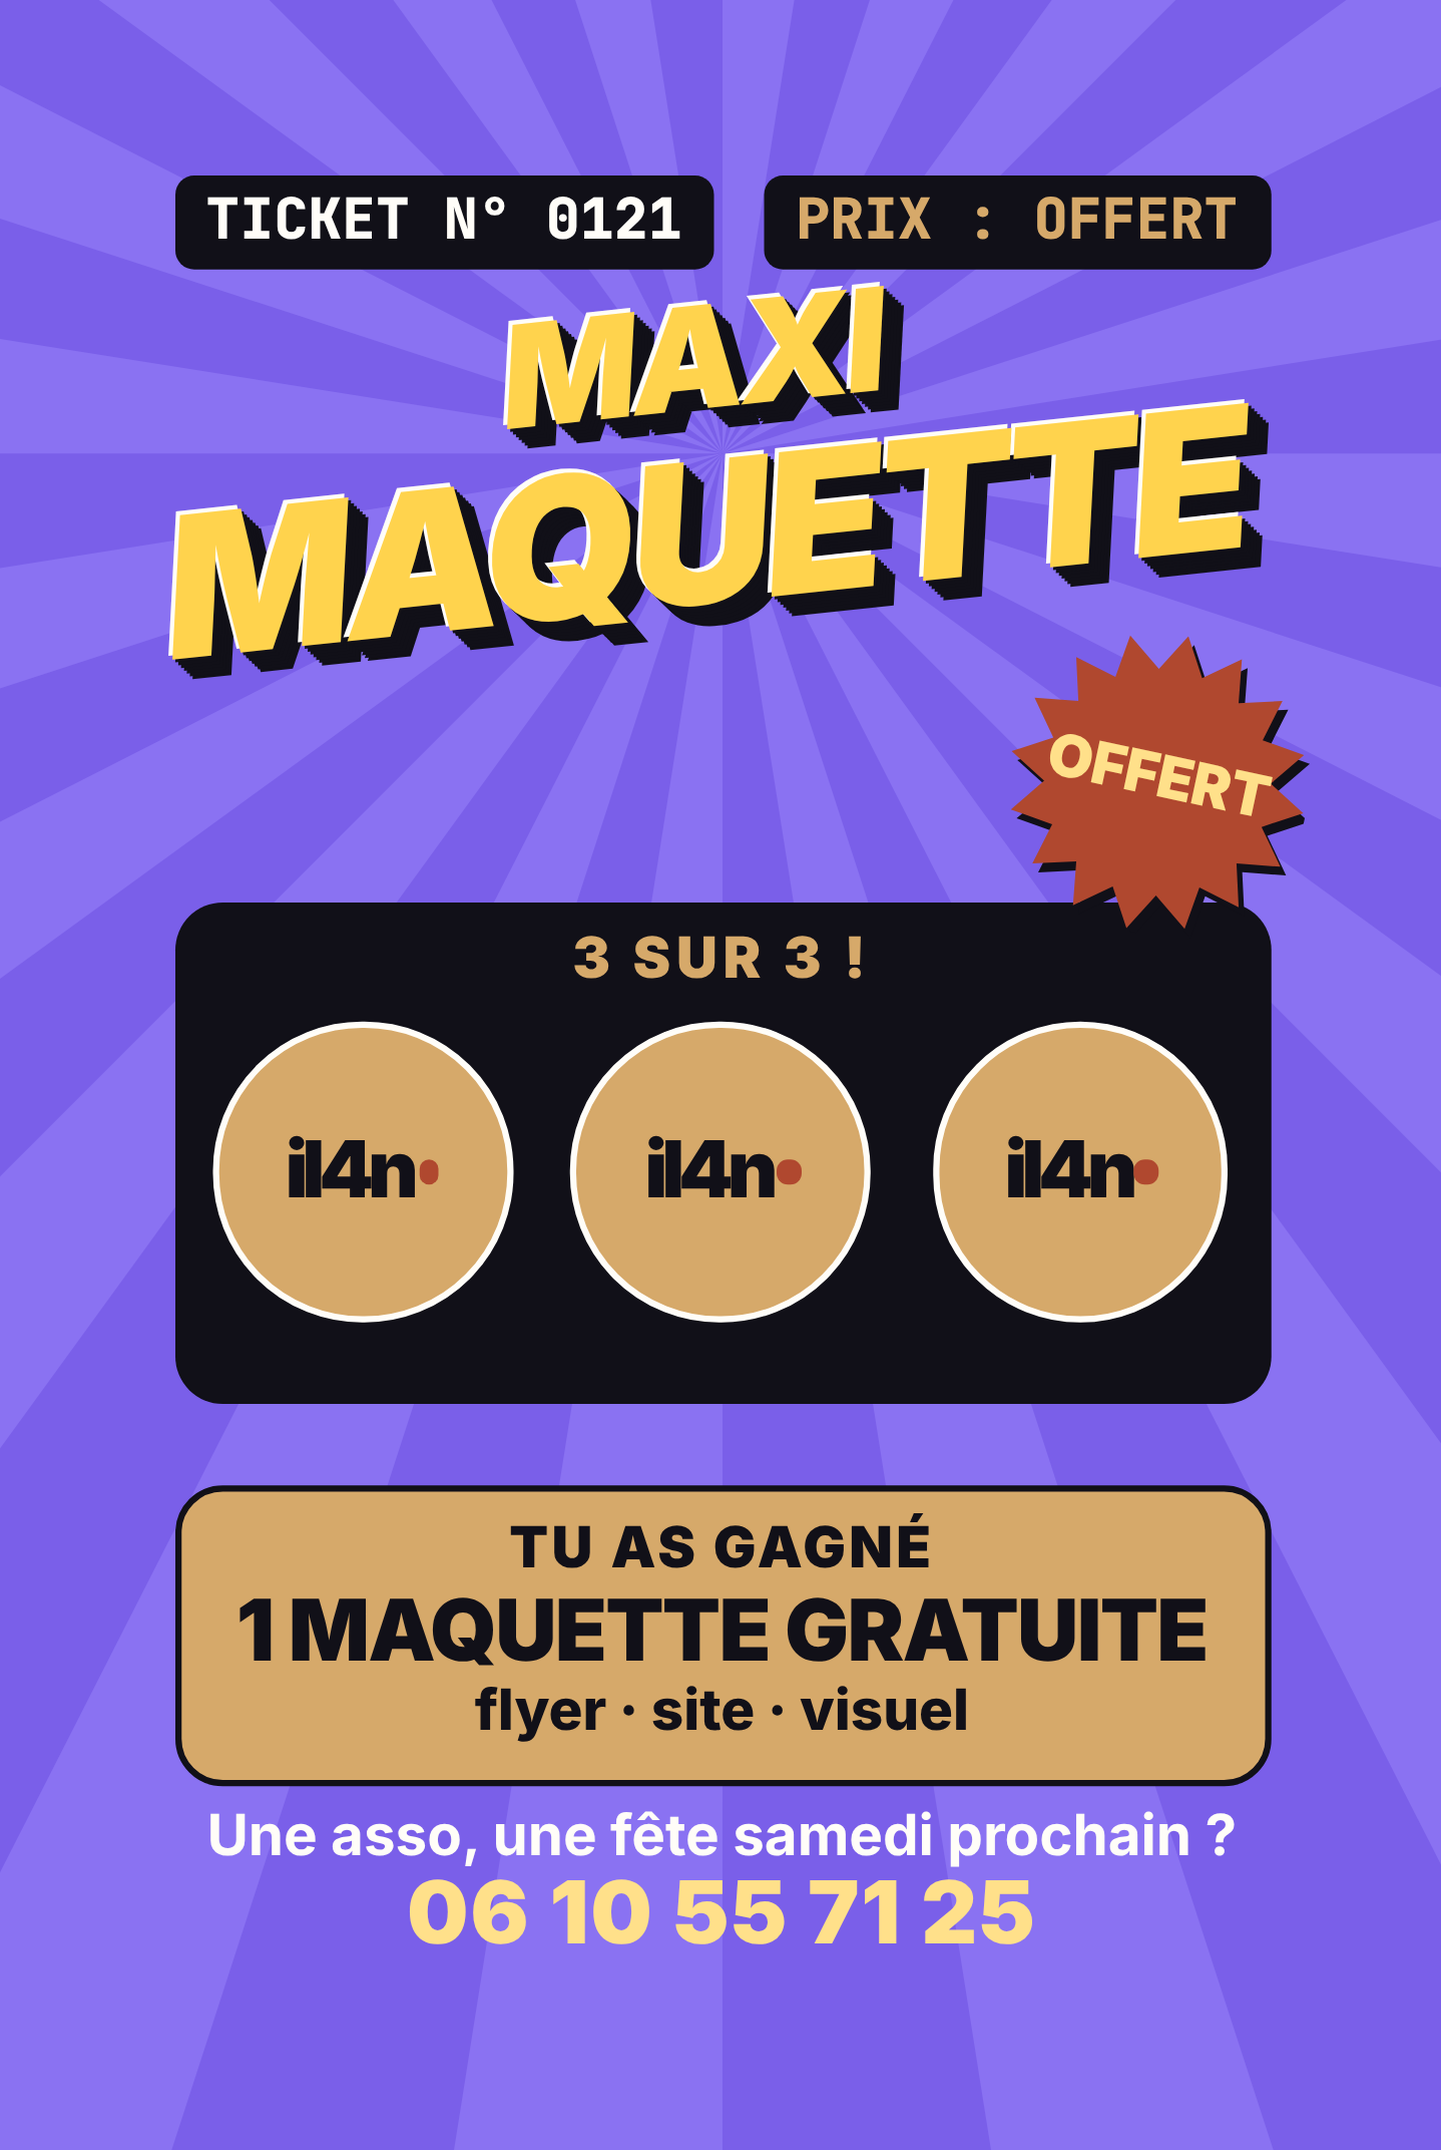 TICKET N° 0121
PRIX : OFFERT
MAXI
MAQUETTE
OFFERT
3 SUR 3 !
il4n
il4n
il4n
TU AS GAGNÉ
1 MAQUETTE GRATUITE
flyer · site · visuel
Une asso, une fête samedi prochain ?
06 10 55 71 25